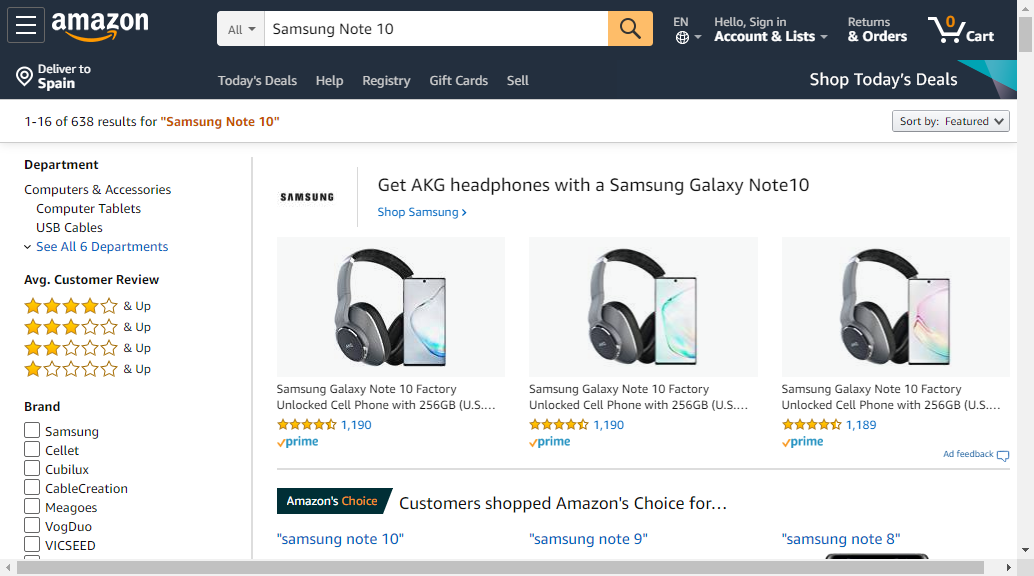 amazon
All
Samsung Note 10
EN
Hello, Sign in
Account & Lists
Returns
& Orders
0
Cart
Deliver to
Spain
Today's Deals
Help
Registry
Gift Cards
Sell
Shop Today's Deals
1-16 of 638 results for "Samsung Note 10"
Sort by: Featured
Department
Computers & Accessories
Computer Tablets
USB Cables
See All 6 Departments
Avg. Customer Review
& Up
& Up
& Up
& Up
Brand
Samsung
Cellet
Cubilux
CableCreation
Meagoes
VogDuo
VICSEED
SAMSUNG
Get AKG headphones with a Samsung Galaxy Note10
Shop Samsung ›
AKG
AKG
AKG
Samsung Galaxy Note 10 Factory
Unlocked Cell Phone with 256GB (U.S.…
1,190
prime
Samsung Galaxy Note 10 Factory
Unlocked Cell Phone with 256GB (U.S.…
1,190
prime
Samsung Galaxy Note 10 Factory
Unlocked Cell Phone with 256GB (U.S.…
1,189
prime
Ad feedback
Amazon's Choice
Customers shopped Amazon's Choice for…
"samsung note 10"
"samsung note 9"
"samsung note 8"